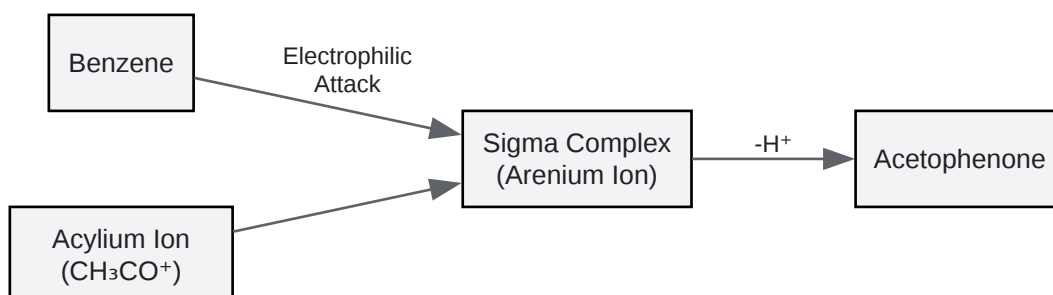 Benzene
Electrophilic
Attack
Sigma Complex
(Arenium Ion)
-H⁺
Acetophenone
Acylium Ion
(CH₃CO⁺)